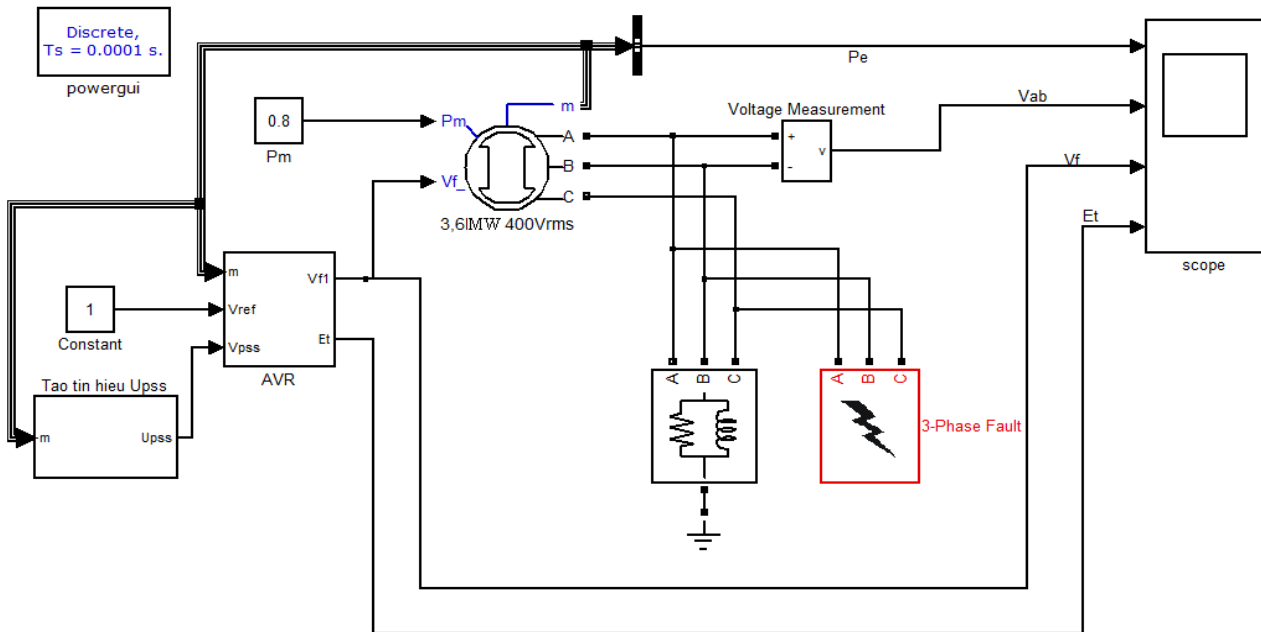 Discrete,
Ts = 0.0001 s.
powergui
Pe
m
Voltage Measurement
Vab
0.8
Pm
Pm
A
+
v
B
-
Vf_
C
Vf
3,6MW 400Vrms
Et
scope
m
Vf1
1
Vref
Constant
Vpss
Et
AVR
Tao tin hieu Upss
m
Upss
A
B
C
A
B
C
3-Phase Fault